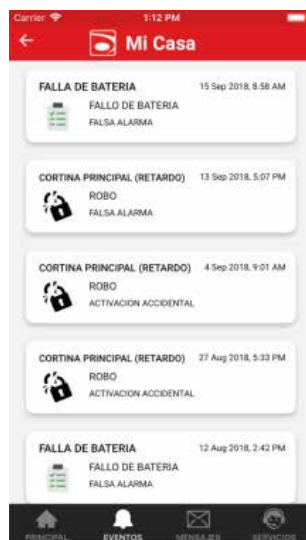 Carrier 1:12 PM
Mi Casa
FALLA DE BATERIA 15 Sep 2018, 8:58 AM
FALLO DE BATERIA
FALSA ALARMA
CORTINA PRINCIPAL (RETARDO) 13 Sep 2018, 5:07 PM
ROBO
FALSA ALARMA
CORTINA PRINCIPAL (RETARDO) 4 Sep 2018, 9:01 AM
ROBO
ACTIVACION ACCIDENTAL
CORTINA PRINCIPAL (RETARDO) 27 Aug 2018, 5:33 PM
ROBO
ACTIVACION ACCIDENTAL
FALLA DE BATERIA 12 Aug 2018, 2:42 PM
FALLO DE BATERIA
FALSA ALARMA
PRINCIPAL EVENTOS MENSAJES SERVICIOS